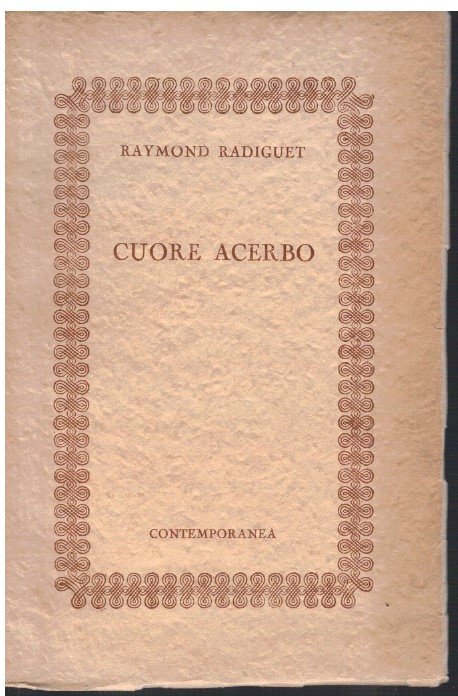 RAYMOND RADIGUET
CUORE ACERBO
CONTEMPORANEA